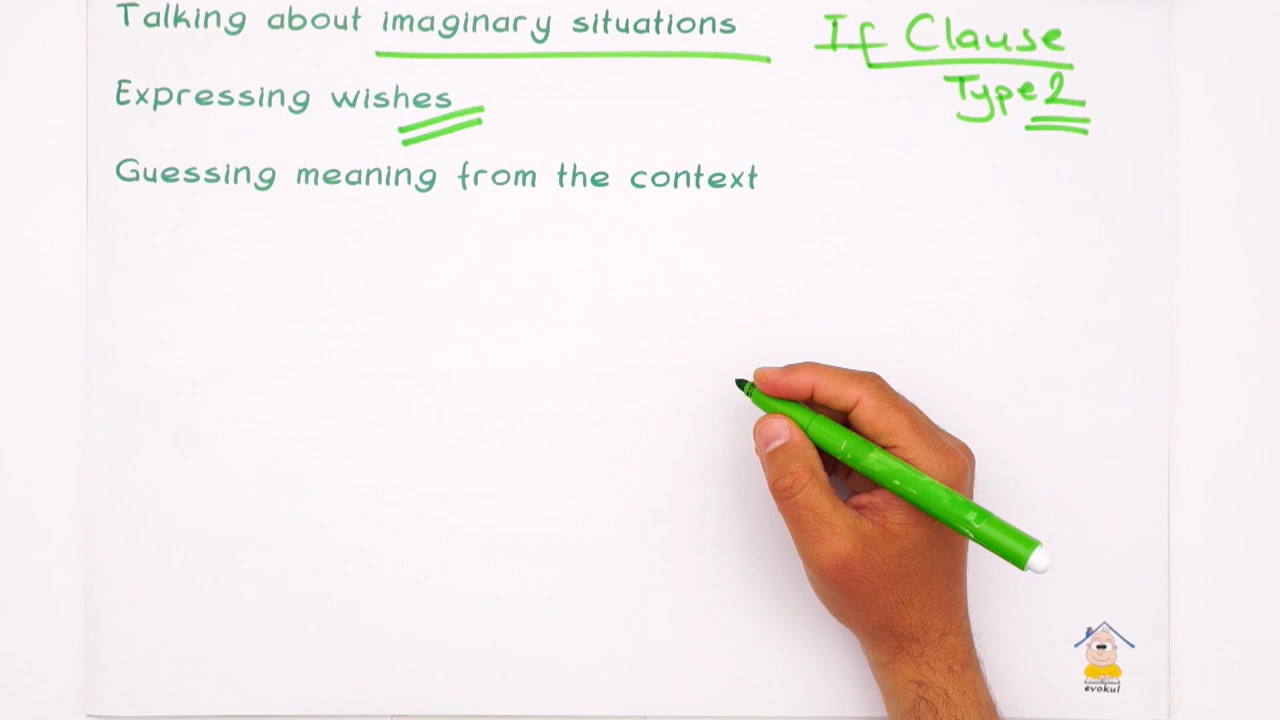 Talking about imaginary situations
If Clause
Type 2
Expressing wishes
Guessing meaning from the context
evokul